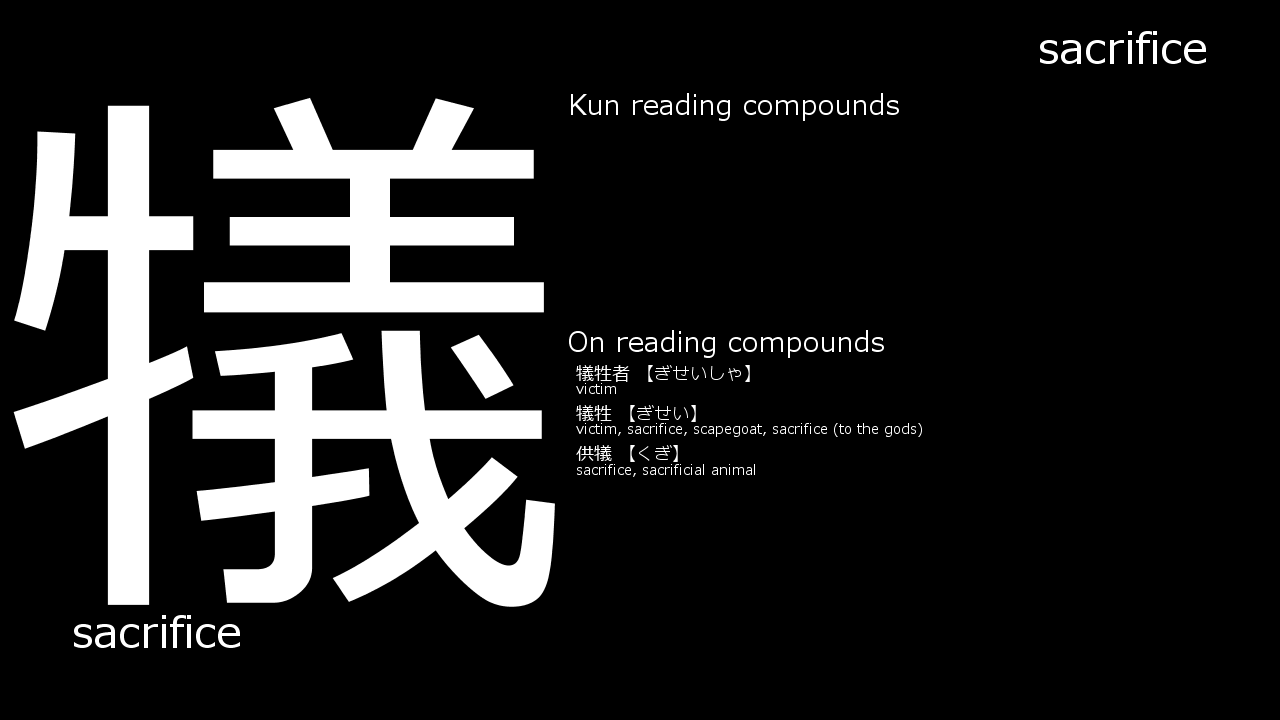 sacrifice
犠
Kun reading compounds
On reading compounds
犠牲者 【ぎせいしゃ】
victim
犠牲 【ぎせい】
victim, sacrifice, scapegoat, sacrifice (to the gods)
供犠 【くぎ】
sacrifice, sacrificial animal
sacrifice